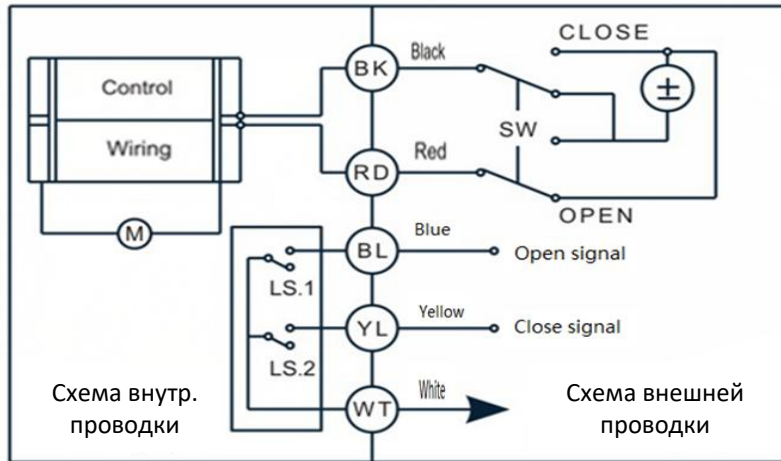 CLOSE
BK
Black
±
Control
SW
Wiring
Red
RD
OPEN
M
Blue
BL
Open signal
LS.1
Yellow
YL
Close signal
LS.2
White
WT
Схема внутр.
проводки
Схема внешней
проводки